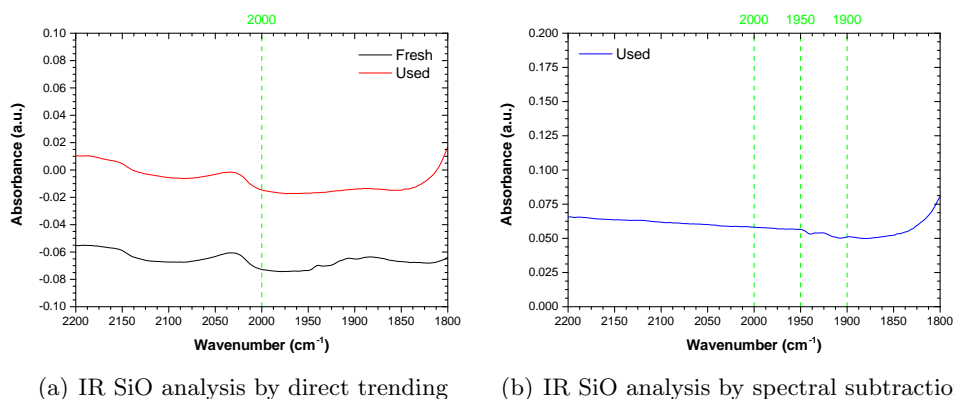 2000
0.10
0.08
0.06
0.04
0.02
0.00
-0.02
-0.04
-0.06
-0.08
-0.10
Absorbance (a.u.)
Fresh
Used
2200 2150 2100 2050 2000 1950 1900 1850 1800
Wavenumber (cm-1)
(a) IR SiO analysis by direct trending
2000 1950 1900
0.200
0.175
0.150
0.125
0.100
0.075
0.050
0.025
0.000
Absorbance (a.u.)
Used
2200 2150 2100 2050 2000 1950 1900 1850 1800
Wavenumber (cm-1)
(b) IR SiO analysis by spectral subtractio